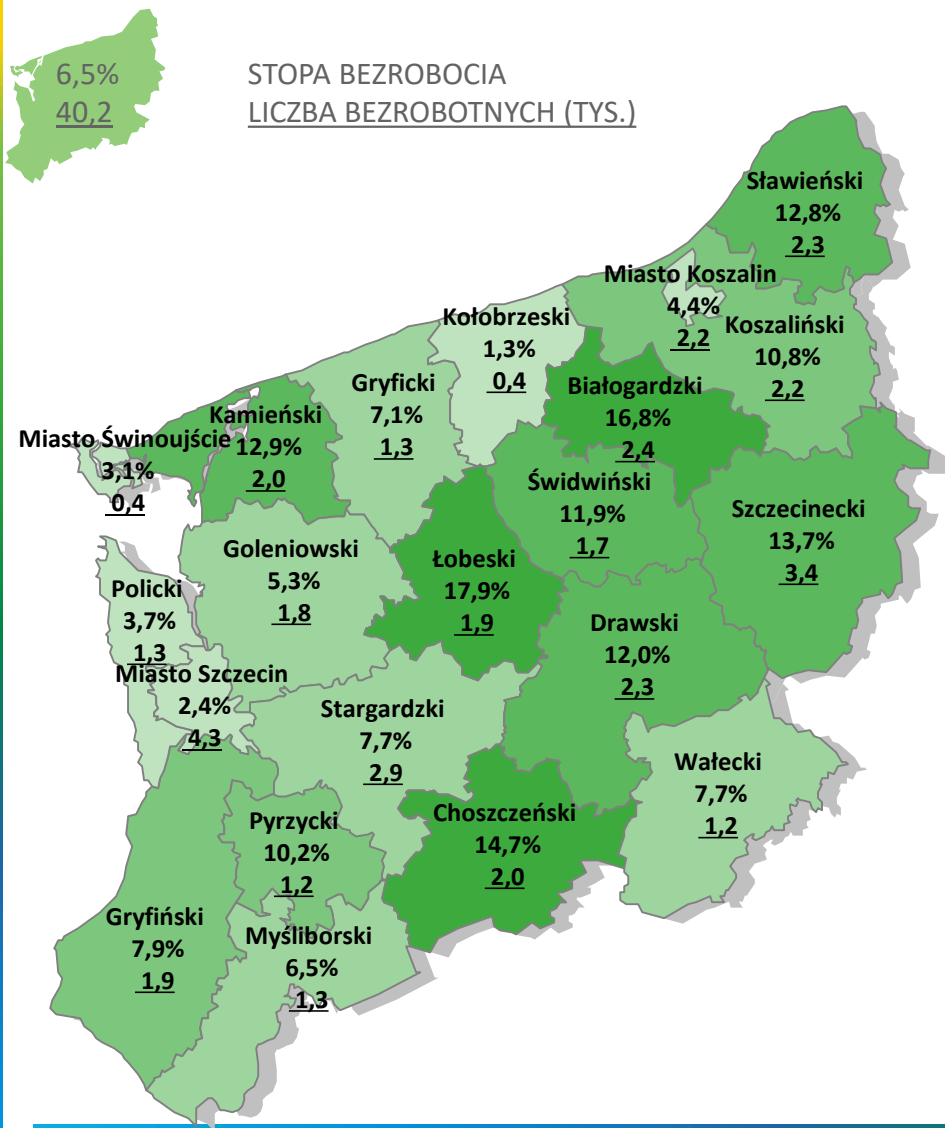 6,5%
40,2
STOPA BEZROBOCIA
LICZBA BEZROBOTNYCH (TYS.)
Sławieński
12,8%
2,3
Miasto Koszalin
4,4%
2,2
Koszaliński
10,8%
2,2
Kołobrzeski
1,3%
0,4
Gryficki
7,1%
1,3
Białogardzki
16,8%
2,4
Kamieński
12,9%
2,0
Miasto Świnoujście
3,1%
0,4
Świdwiński
11,9%
1,7
Szczecinecki
13,7%
3,4
Goleniowski
5,3%
1,8
Łobeski
17,9%
1,9
Policki
3,7%
1,3
Drawski
12,0%
2,3
Miasto Szczecin
2,4%
4,3
Stargardzki
7,7%
2,9
Wałecki
7,7%
1,2
Choszczeński
14,7%
2,0
Pyrzycki
10,2%
1,2
Gryfiński
7,9%
1,9
Myśliborski
6,5%
1,3